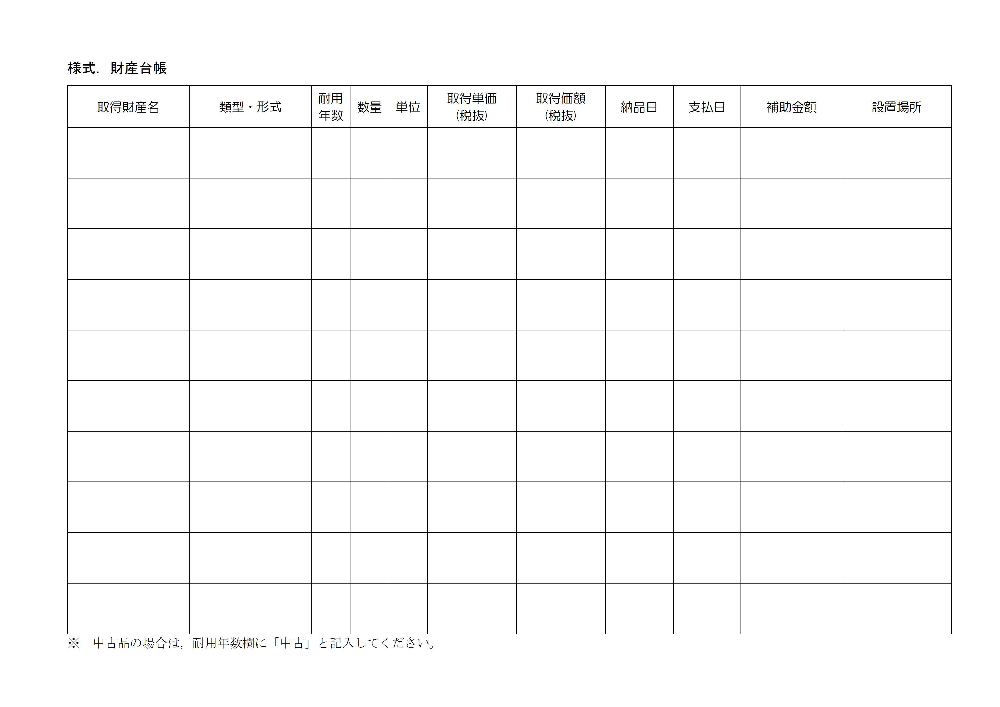 様式．財産台帳
取得財産名
類型・形式
耐用
年数
数量
単位
取得単価
（税抜）
取得価額
（税抜）
納品日
支払日
補助金額
設置場所
※　中古品の場合は，耐用年数欄に「中古」と記入してください。